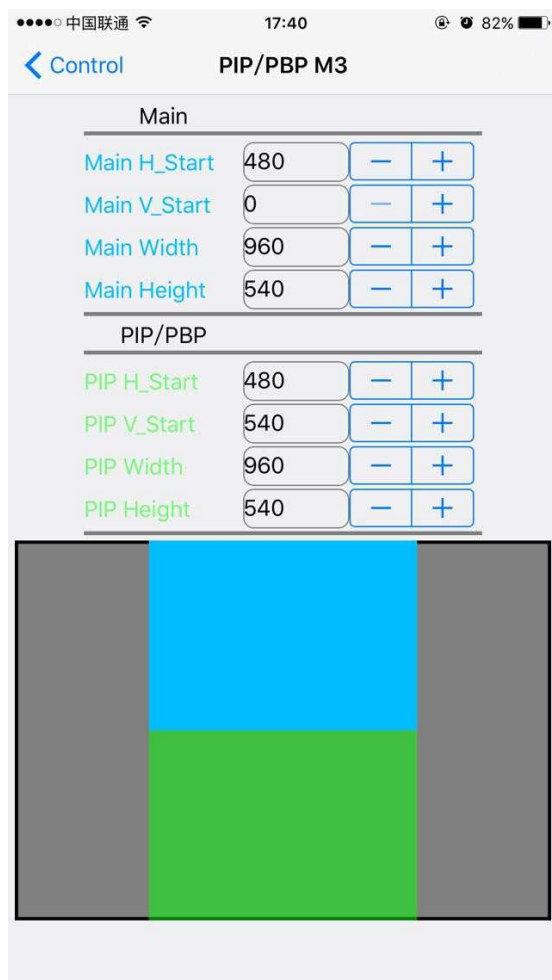 中国联通 17:40 82%
Control PIP/PBP M3
Main
Main H_Start 480 − +
Main V_Start 0 − +
Main Width 960 − +
Main Height 540 − +
PIP/PBP
PIP H_Start 480 − +
PIP V_Start 540 − +
PIP Width 960 − +
PIP Height 540 − +